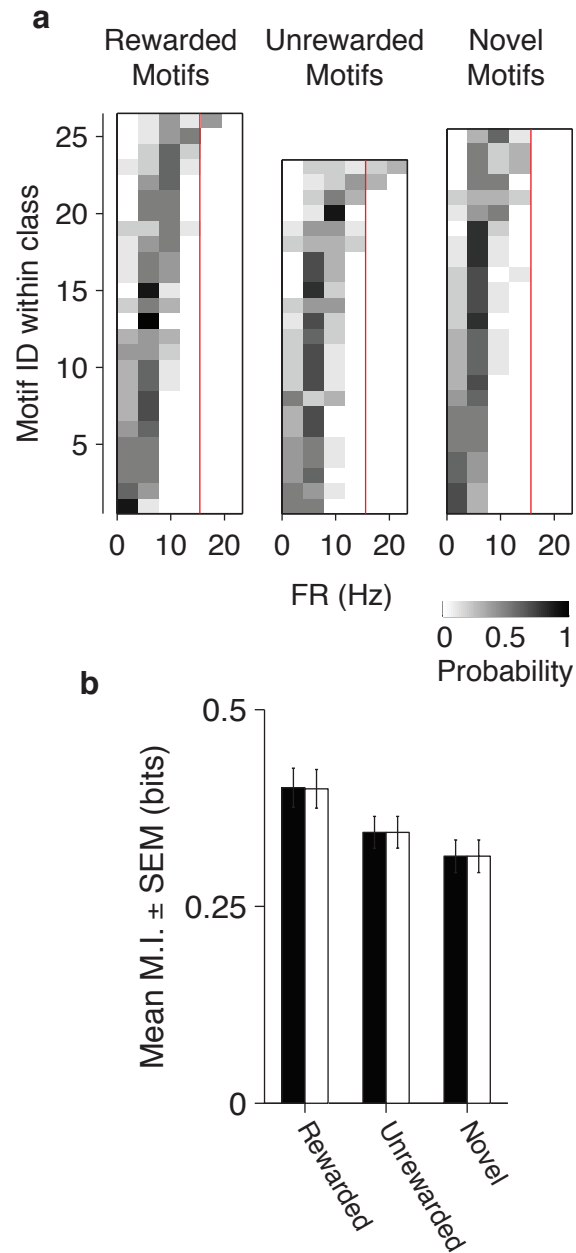 a
Rewarded Motifs
Unrewarded Motifs
Novel Motifs
Motif ID within class
25
20
15
10
5
0 10 20
0 10 20
0 10 20
FR (Hz)
0 0.5 1
Probability
b
Mean M.I. ± SEM (bits)
0.5
0.25
0
Rewarded
Unrewarded
Novel